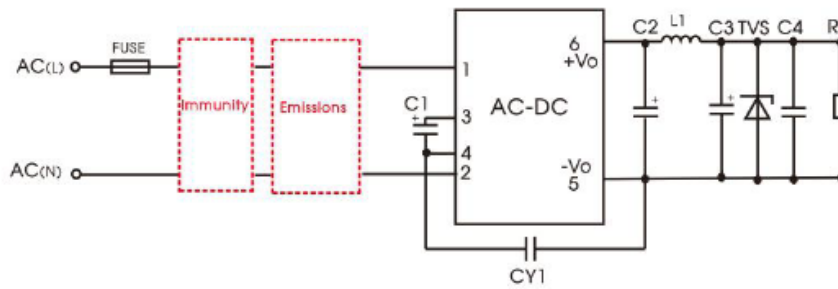 FUSE
AC(L)
AC(N)
Immunity
Emissions
C1
+
1
3
4
2
AC-DC
6
+Vo
-Vo
5
C2
+
L1
C3
+
TVS
C4
R
CY1